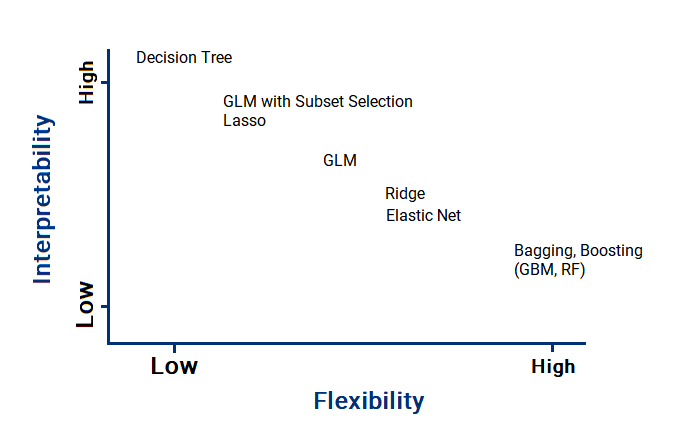 Decision Tree
High
GLM with Subset Selection
Lasso
GLM
Interpretability
Ridge
Elastic Net
Bagging, Boosting
(GBM, RF)
Low
Low
High
Flexibility